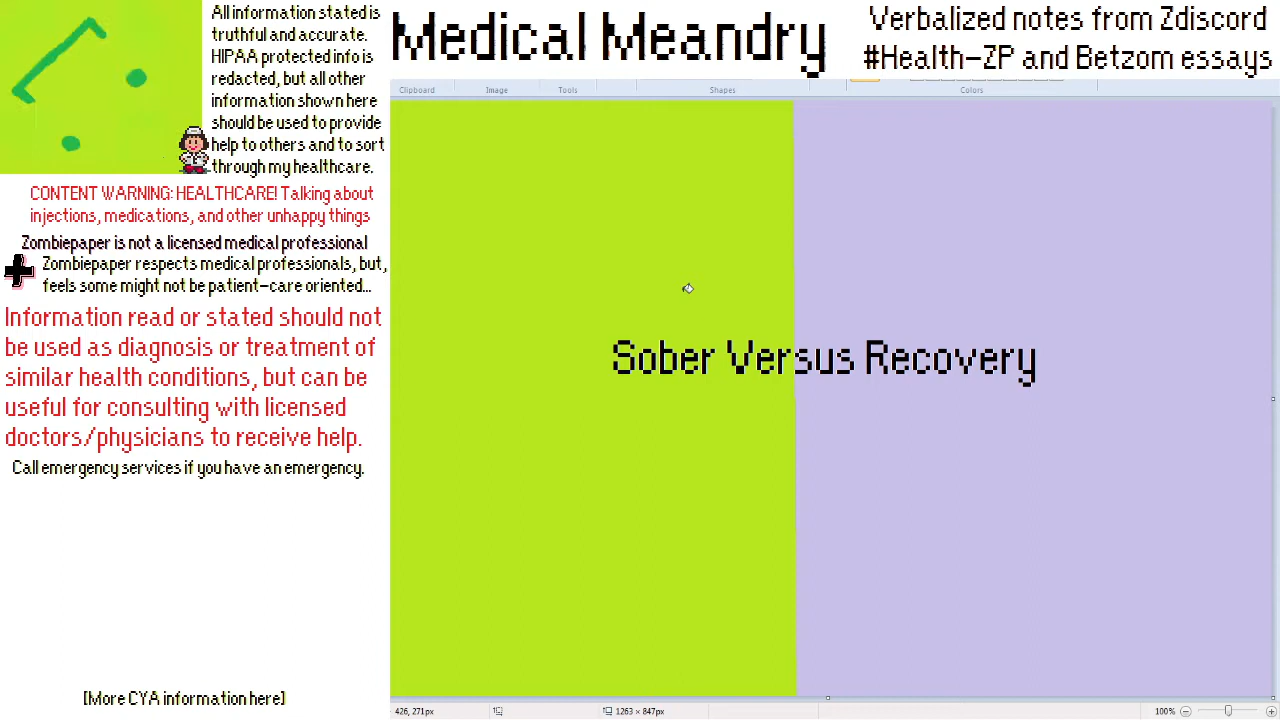 All information stated is
truthful and accurate.
HIPAA protected info is
redacted, but all other
information shown here
should be used to provide
help to others and to sort
through my healthcare.
CONTENT WARNING: HEALTHCARE! Talking about
injections, medications, and other unhappy things
Zombiepaper is not a licensed medical professional
Zombiepaper respects medical professionals, but,
feels some might not be patient-care oriented...
Information read or stated should not
be used as diagnosis or treatment of
similar health conditions, but can be
useful for consulting with licensed
doctors/physicians to receive help.
Call emergency services if you have an emergency.
[More CYA information here]
Medical Meandry
Verbalized notes from Zdiscord
#Health-ZP and Betzom essays
Clipboard Image Tools Shapes Colors
Sober Versus Recovery
426, 271px 1263 × 847px 100%